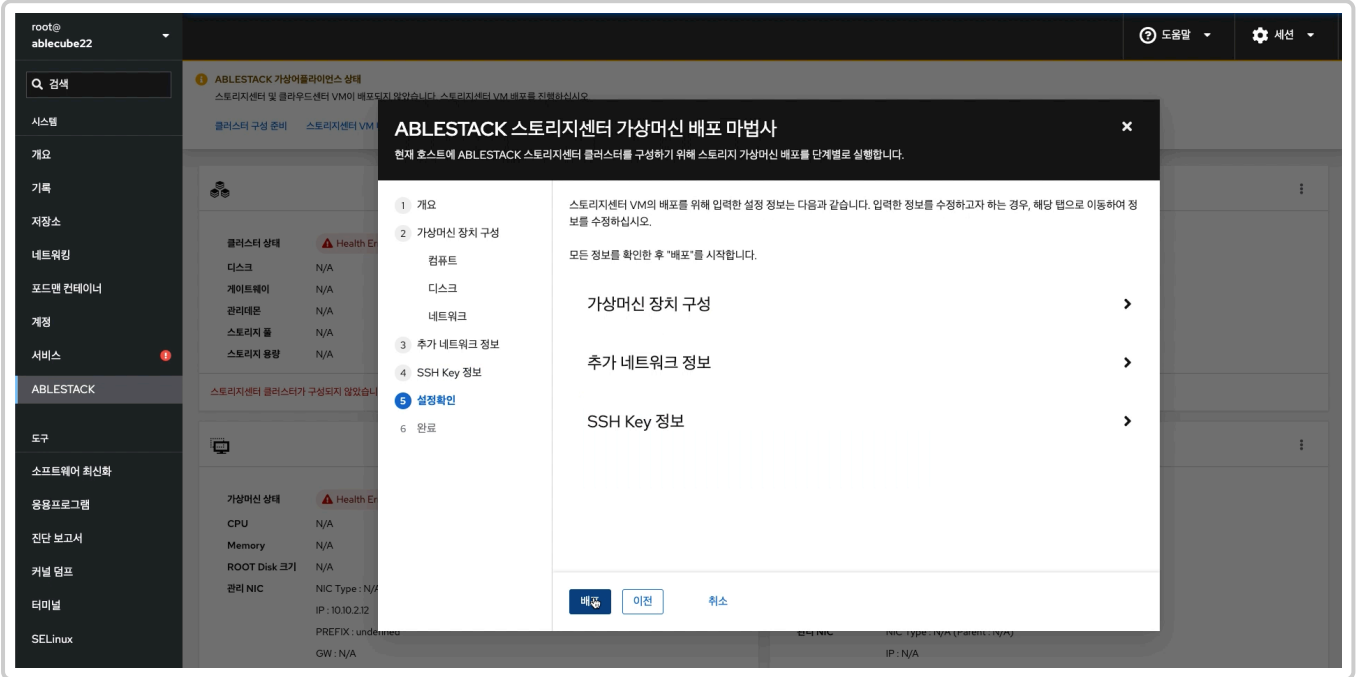 root@
ablecube22
도움말
세션
검색
시스템
개요
기록
저장소
네트워킹
포드맨 컨테이너
계정
서비스
ABLESTACK
도구
소프트웨어 최신화
응용프로그램
진단 보고서
커널 덤프
터미널
SELinux
ABLESTACK 가상어플라이언스 상태
스토리지센터 및 클라우드센터 VM이 배포되지 않았습니다. 스토리지센터 VM 배포를 진행하십시오.
클러스터 구성 준비
스토리지센터 VM
클러스터 상태
Health Er
디스크
N/A
게이트웨이
N/A
관리데몬
N/A
스토리지 풀
N/A
스토리지 용량
N/A
스토리지센터 클러스터가 구성되지 않았습니
가상머신 상태
Health Er
CPU
N/A
Memory
N/A
ROOT Disk 크기
N/A
관리 NIC
NIC Type : N/A
IP : 10.10.2.12
PREFIX : undefined
GW : N/A
관리 NIC
NIC Type : N/A (Parent : N/A)
IP : N/A
ABLESTACK 스토리지센터 가상머신 배포 마법사
현재 호스트에 ABLESTACK 스토리지센터 클러스터를 구성하기 위해 스토리지 가상머신 배포를 단계별로 실행합니다.
1 개요
2 가상머신 장치 구성
컴퓨트
디스크
네트워크
3 추가 네트워크 정보
4 SSH Key 정보
5 설정확인
6 완료
스토리지센터 VM의 배포를 위해 입력한 설정 정보는 다음과 같습니다. 입력한 정보를 수정하고자 하는 경우, 해당 탭으로 이동하여 정
보를 수정하십시오.
모든 정보를 확인한 후 "배포"를 시작합니다.
가상머신 장치 구성
추가 네트워크 정보
SSH Key 정보
배포
이전
취소